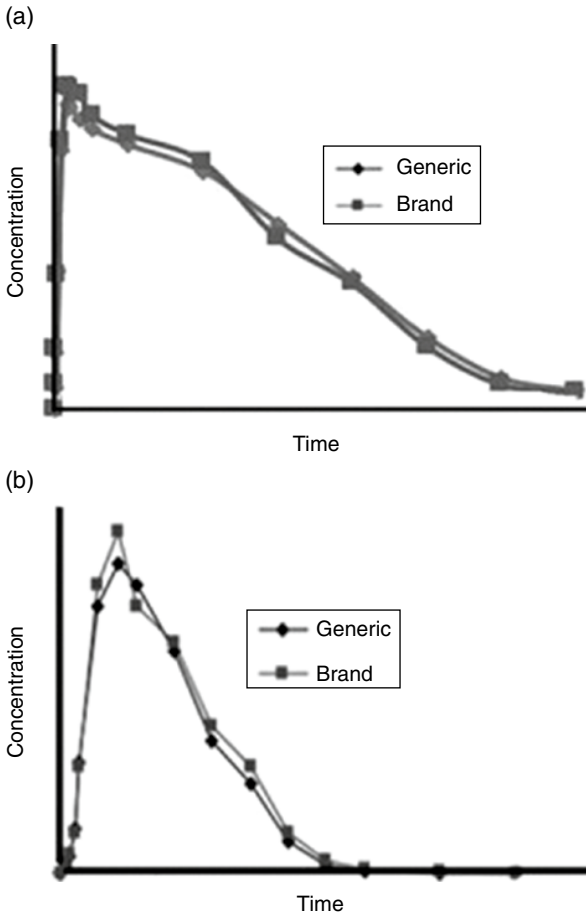 (a)
Concentration
Generic
Brand
Time
(b)
Concentration
Generic
Brand
Time